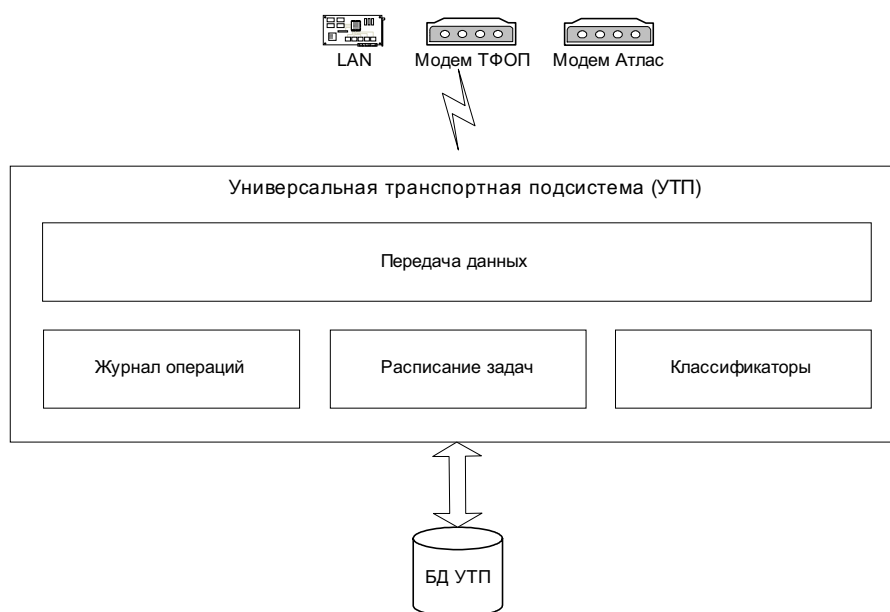 LAN
Модем ТФОП
Модем Атлас
Универсальная транспортная подсистема (УТП)
Передача данных
Журнал операций
Расписание задач
Классификаторы
БД УТП